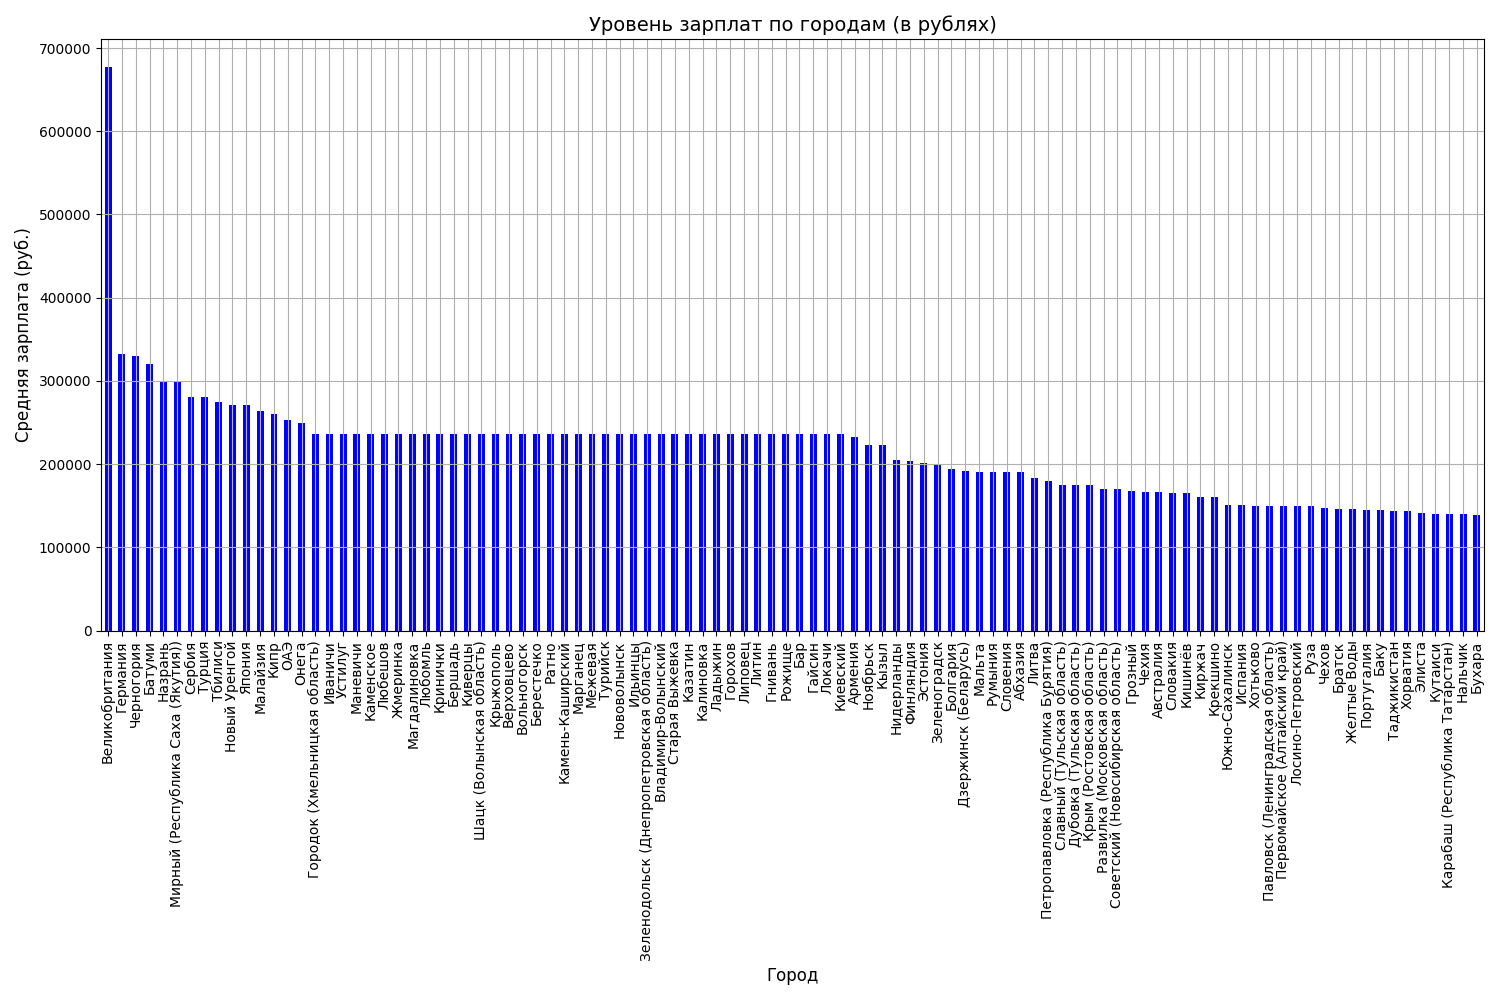 Уровень зарплат по городам (в рублях)
Средняя зарплата (руб.)
700000
600000
500000
400000
300000
200000
100000
0
Великобритания
Германия
Черногория
Батуми
Назрань
Мирный (Республика Саха (Якутия))
Сербия
Турция
Тбилиси
Новый Уренгой
Япония
Малайзия
Кипр
ОАЭ
Онега
Городок (Хмельницкая область)
Иваничи
Устилуг
Маневичи
Каменское
Любешов
Жмеринка
Магдалиновка
Любомль
Кринички
Бершадь
Киверцы
Шацк (Волынская область)
Крыжополь
Верховцево
Вольногорск
Берестечко
Ратно
Камень-Каширский
Марганец
Межевая
Турийск
Нововолынск
Ильинцы
Зеленодольск (Днепропетровская область)
Владимир-Волынский
Старая Выжевка
Казатин
Калиновка
Ладыжин
Горохов
Липовец
Литин
Гнивань
Рожище
Бар
Гайсин
Локачи
Киевский
Армения
Ноябрьск
Кызыл
Нидерланды
Финляндия
Эстония
Зеленоградск
Болгария
Дзержинск (Беларусь)
Мальта
Румыния
Словения
Абхазия
Литва
Петропавловка (Республика Бурятия)
Славный (Тульская область)
Дубовка (Тульская область)
Крым (Ростовская область)
Развилка (Московская область)
Советский (Новосибирская область)
Грозный
Чехия
Австралия
Словакия
Кишинёв
Киржач
Крекшино
Южно-Сахалинск
Испания
Хотьково
Павловск (Ленинградская область)
Первомайское (Алтайский край)
Лосино-Петровский
Руза
Чехов
Братск
Желтые Воды
Португалия
Баку
Таджикистан
Хорватия
Элиста
Кутаиси
Карабаш (Республика Татарстан)
Нальчик
Бухара
Город